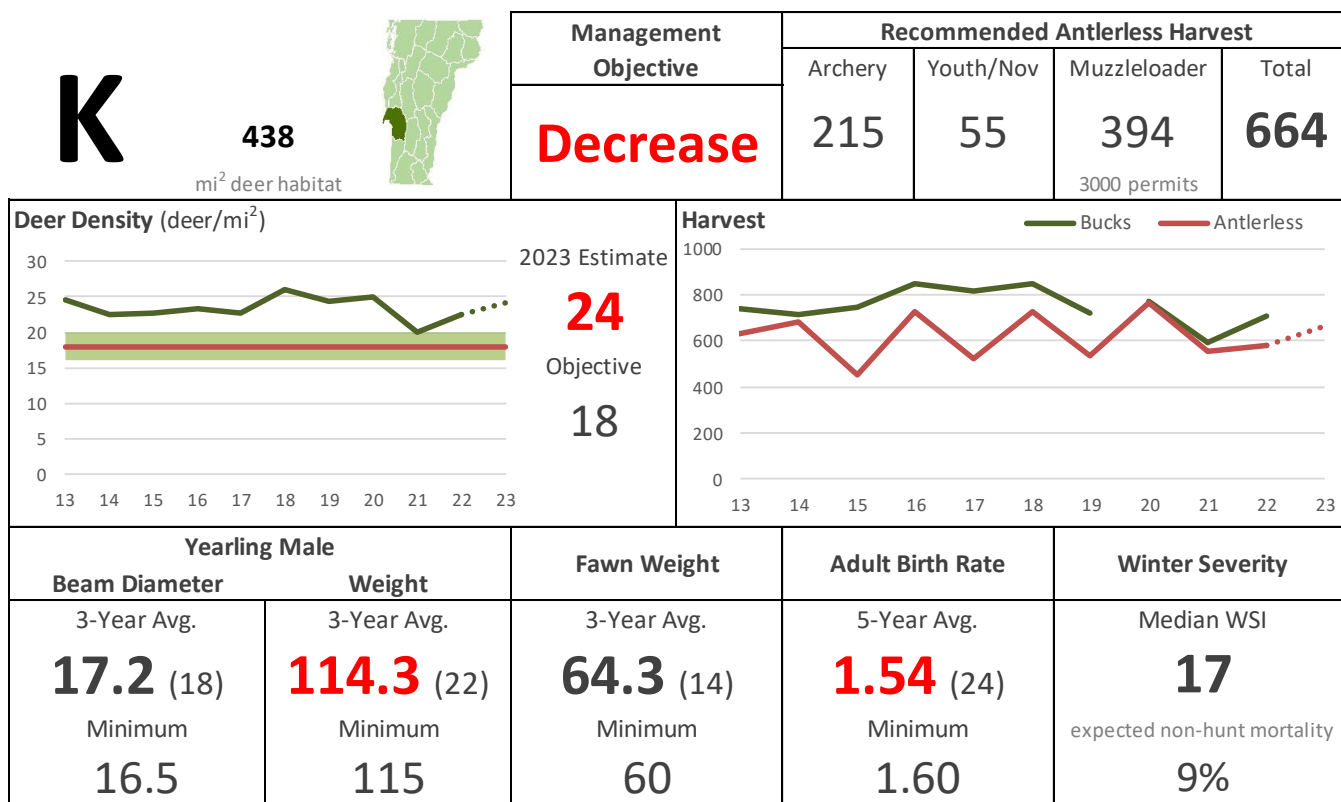 K
438
mi² deer habitat
Management
Objective
Decrease
Recommended Antlerless Harvest
Archery Youth/Nov Muzzleloader Total
215 55 394 664
3000 permits
Deer Density (deer/mi²)
30
25
20
15
10
5
0
13 14 15 16 17 18 19 20 21 22 23
2023 Estimate
24
Objective
18
Harvest
Bucks Antlerless
1000
800
600
400
200
0
13 14 15 16 17 18 19 20 21 22 23
Yearling Male
Beam Diameter Weight
Fawn Weight
Adult Birth Rate
Winter Severity
3-Year Avg. 3-Year Avg. 3-Year Avg. 5-Year Avg. Median WSI
17.2 (18) 114.3 (22) 64.3 (14) 1.54 (24) 17
Minimum Minimum Minimum Minimum expected non-hunt mortality
16.5 115 60 1.60 9%